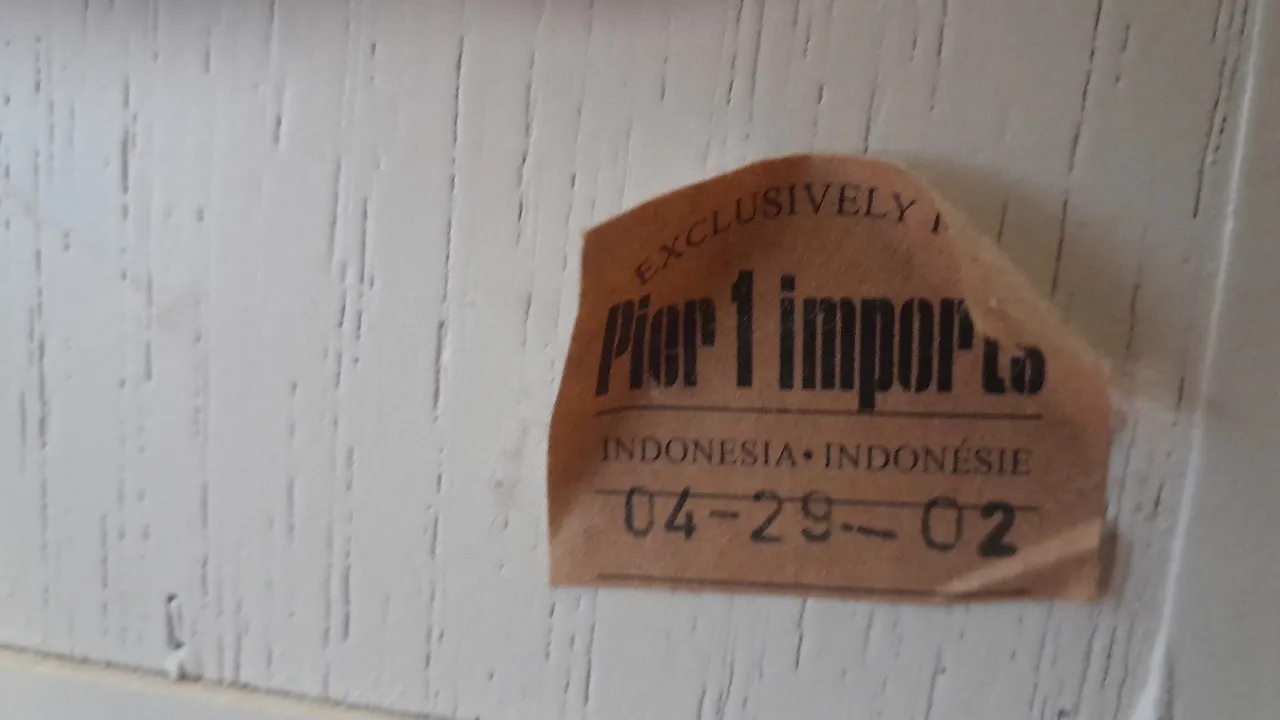 EXCLUSIVELY
Pier 1 imports
INDONESIA • INDONÉSIE
04-29-02